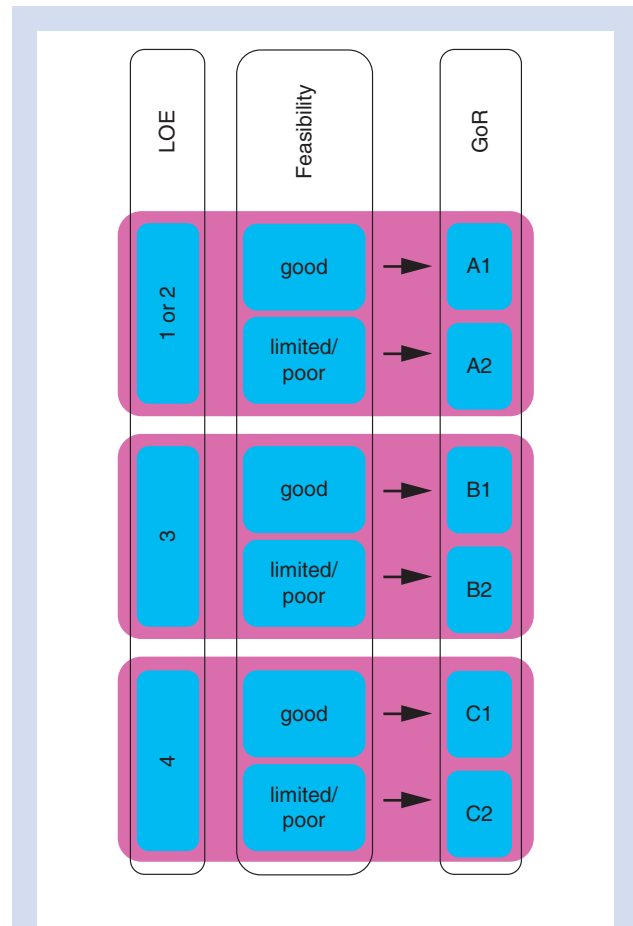 LOE
Feasibility
GoR
1 or 2
good
A1
limited/
poor
A2
3
good
B1
limited/
poor
B2
4
good
C1
limited/
poor
C2